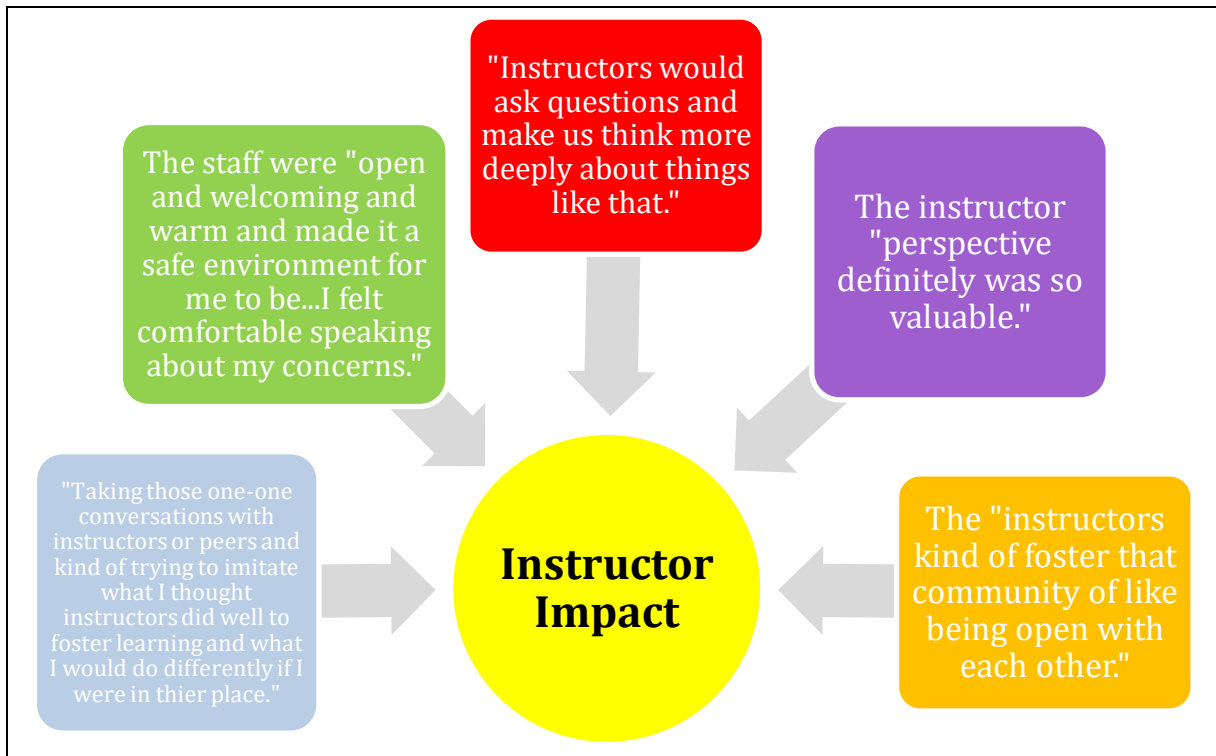 "Instructors would
ask questions and
make us think more
deeply about things
like that."
The staff were "open
and welcoming and
warm and made it a
safe environment for
me to be...I felt
comfortable speaking
about my concerns."
The instructor
"perspective
definitely was so
valuable."
"Taking those one-one
conversations with
instructors or peers and
kind of trying to imitate
what I thought
instructors did well to
foster learning and what
I would do differently if I
were in thier place."
The "instructors
kind of foster that
community of like
being open with
each other."
Instructor
Impact